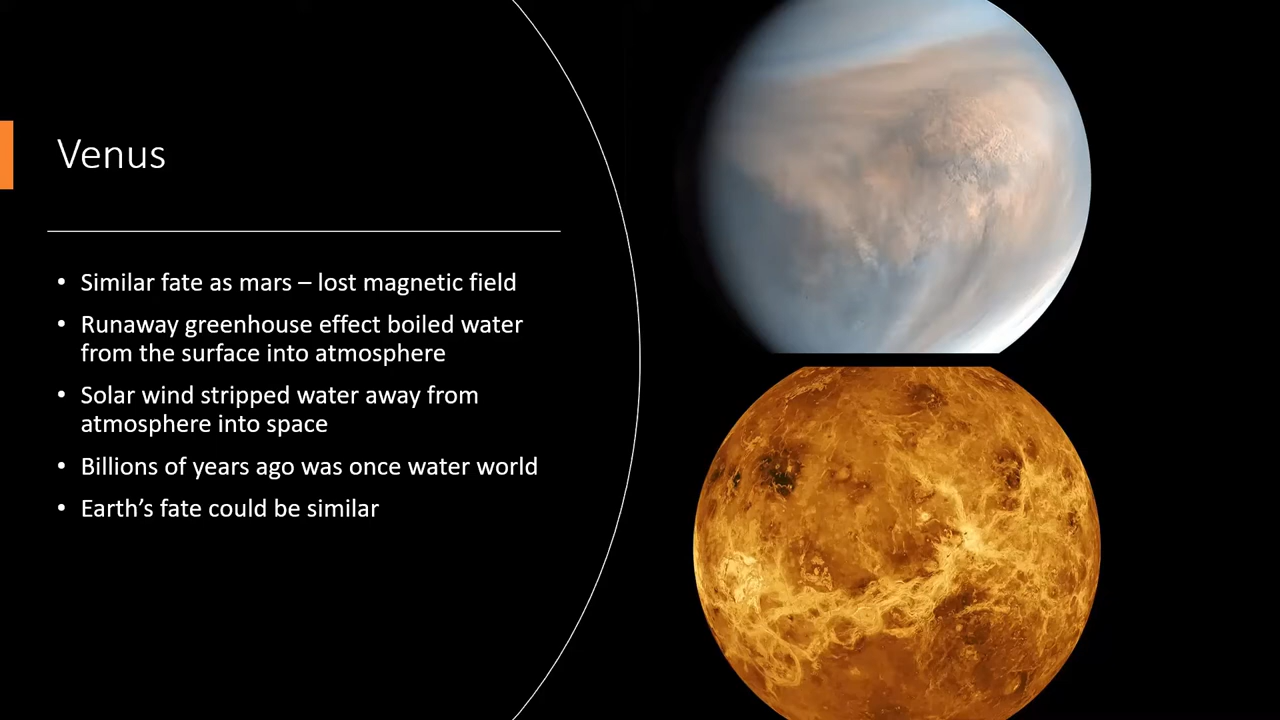 Venus
• Similar fate as mars – lost magnetic field
• Runaway greenhouse effect boiled water
from the surface into atmosphere
• Solar wind stripped water away from
atmosphere into space
• Billions of years ago was once water world
• Earth’s fate could be similar